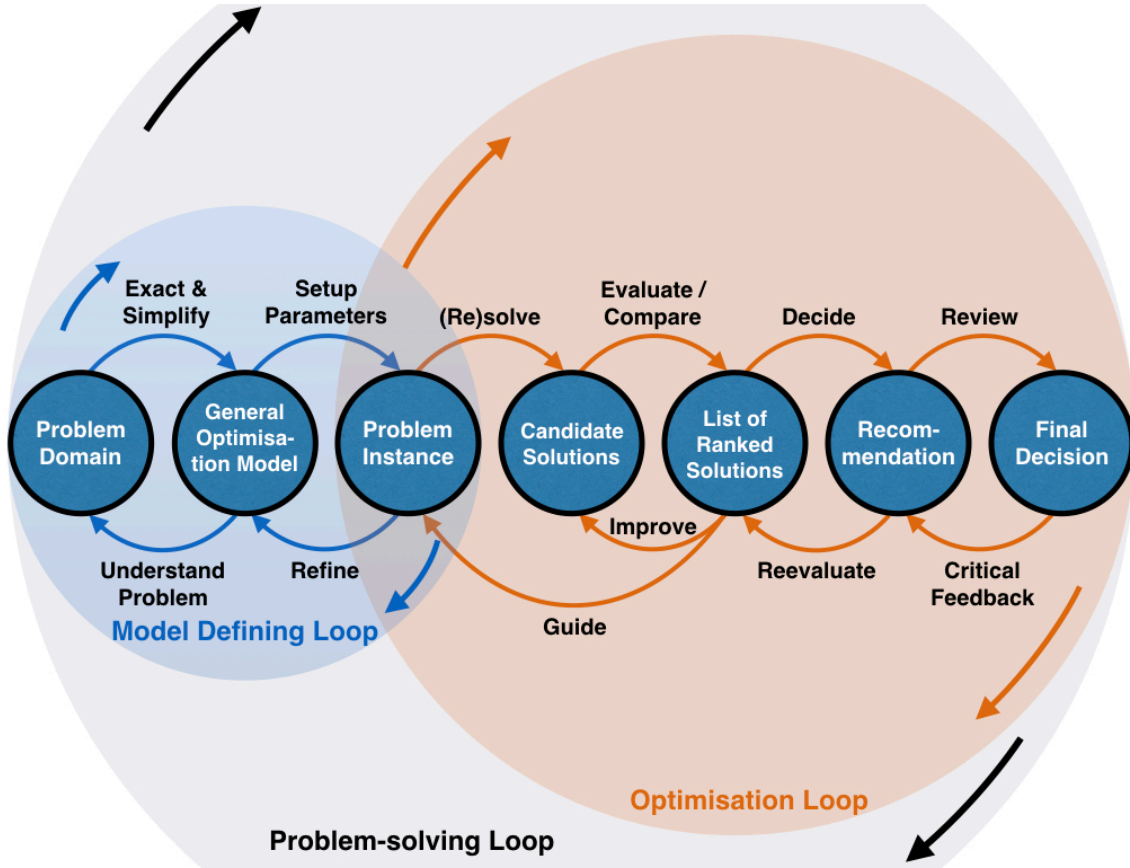 Exact &
Simplify
Setup
Parameters
(Re)solve
Evaluate /
Compare
Decide
Review
Problem
Domain
General
Optimisa-
tion Model
Problem
Instance
Candidate
Solutions
List of
Ranked
Solutions
Recom-
mendation
Final
Decision
Understand
Problem
Refine
Improve
Guide
Reevaluate
Critical
Feedback
Model Defining Loop
Optimisation Loop
Problem-solving Loop